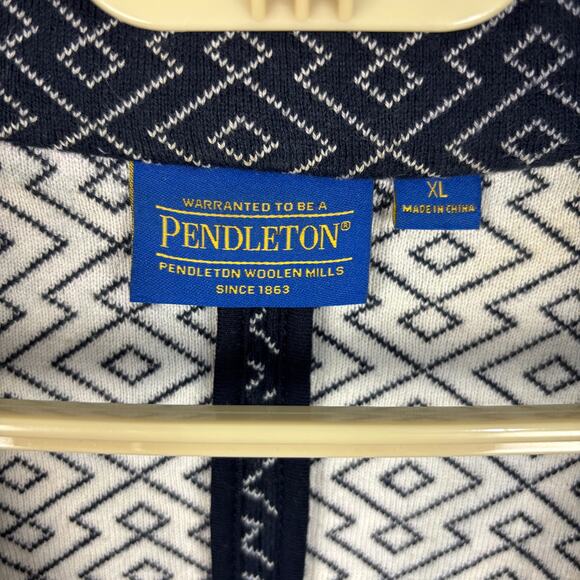 WARRANTED TO BE A
PENDLETON®
PENDLETON WOOLEN MILLS
SINCE 1863
XL
MADE IN CHINA